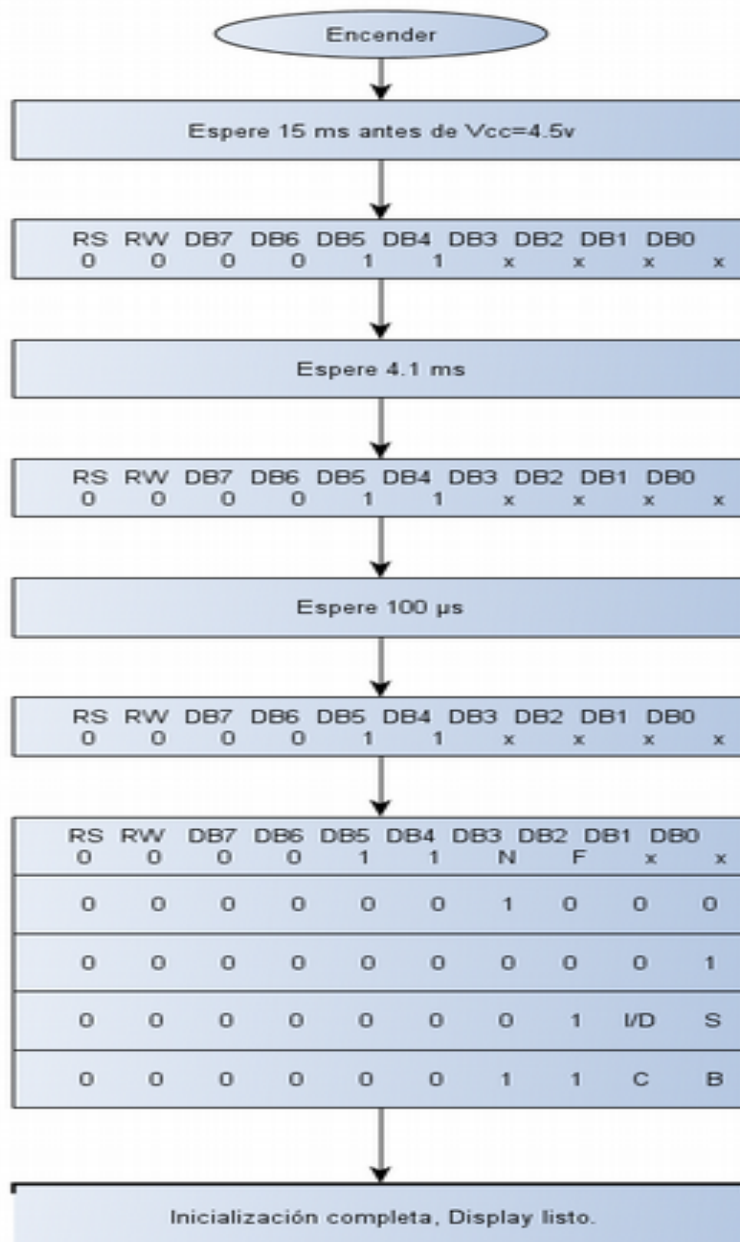 Encender
Espere 15 ms antes de Vcc=4.5v
RS RW DB7 DB6 DB5 DB4 DB3 DB2 DB1 DB0
0 0 0 0 1 1 x x x x
Espere 4.1 ms
RS RW DB7 DB6 DB5 DB4 DB3 DB2 DB1 DB0
0 0 0 0 1 1 x x x x
Espere 100 µs
RS RW DB7 DB6 DB5 DB4 DB3 DB2 DB1 DB0
0 0 0 0 1 1 x x x x
RS RW DB7 DB6 DB5 DB4 DB3 DB2 DB1 DB0
0 0 0 0 1 1 N F x x
0 0 0 0 0 0 1 0 0 0
0 0 0 0 0 0 0 0 0 1
0 0 0 0 0 0 0 1 I/D S
0 0 0 0 0 0 1 1 C B
Inicialización completa, Display listo.